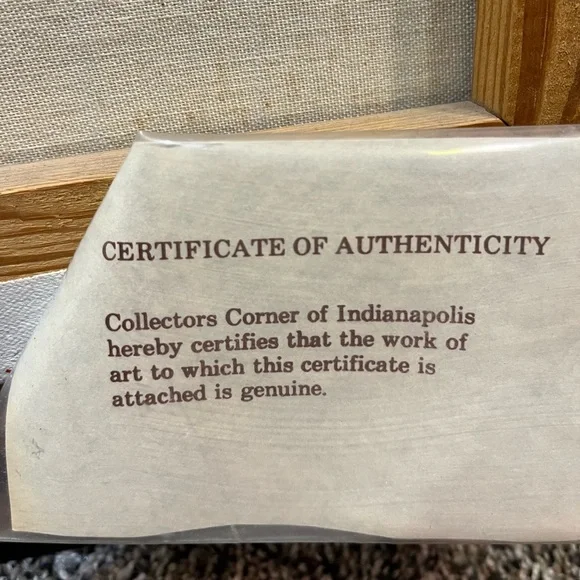 CERTIFICATE OF AUTHENTICITY
Collectors Corner of Indianapolis
hereby certifies that the work of
art to which this certificate is
attached is genuine.